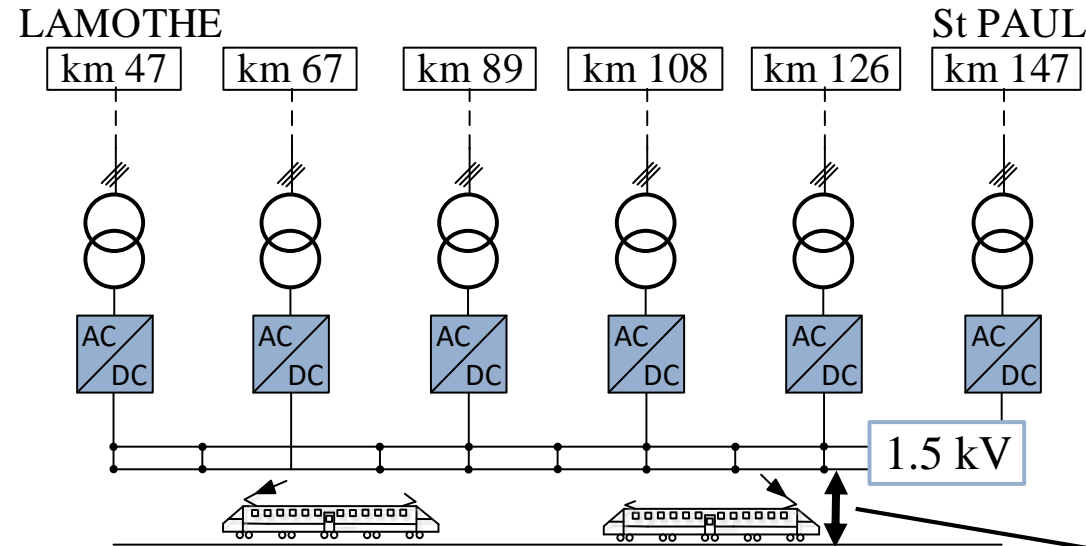 LAMOTHE St PAUL
km 47 km 67 km 89 km 108 km 126 km 147
AC AC AC AC AC AC
DC DC DC DC DC DC
1.5 kV